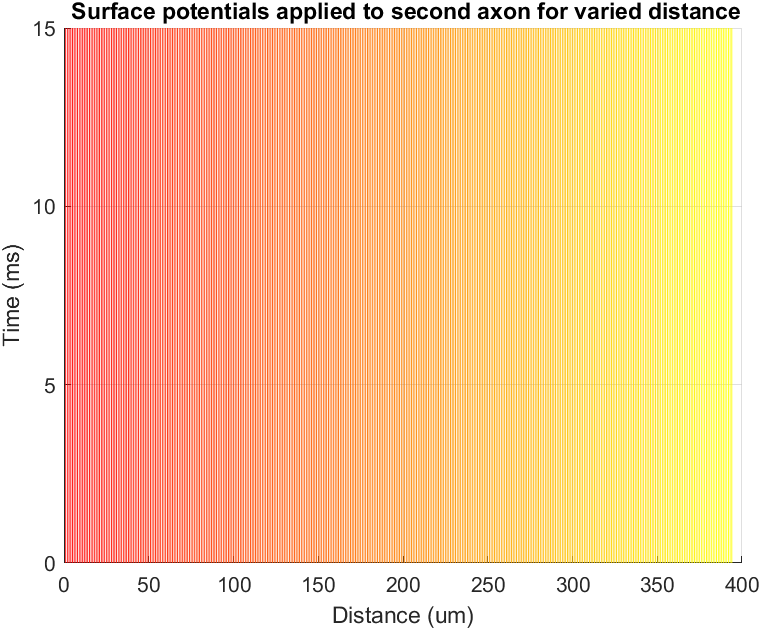 Surface potentials applied to second axon for varied distance
15
10
5
0
Time (ms)
0 50 100 150 200 250 300 350 400
Distance (um)